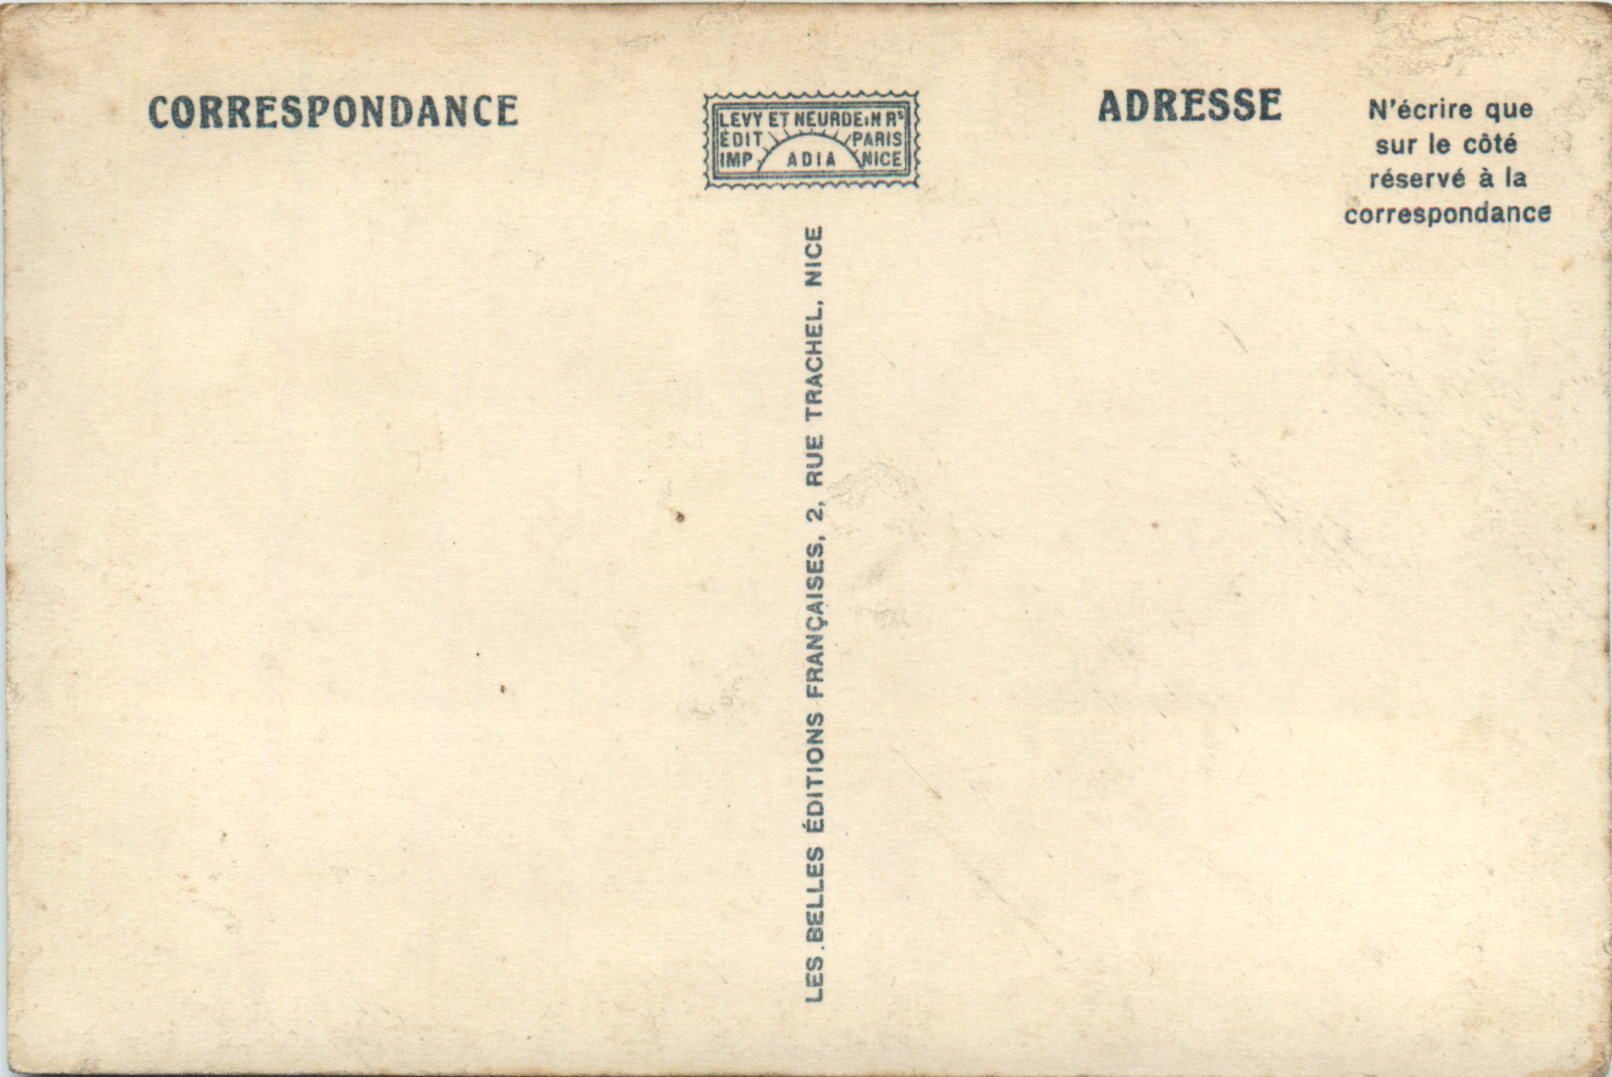 CORRESPONDANCE
LEVY ET NEURDEIN Rs
EDIT PARIS
IMP ADIA NICE
ADRESSE
N'écrire que
sur le côté
réservé à la
correspondance
LES BELLES ÉDITIONS FRANÇAISES, 2, RUE TRACHEL, NICE